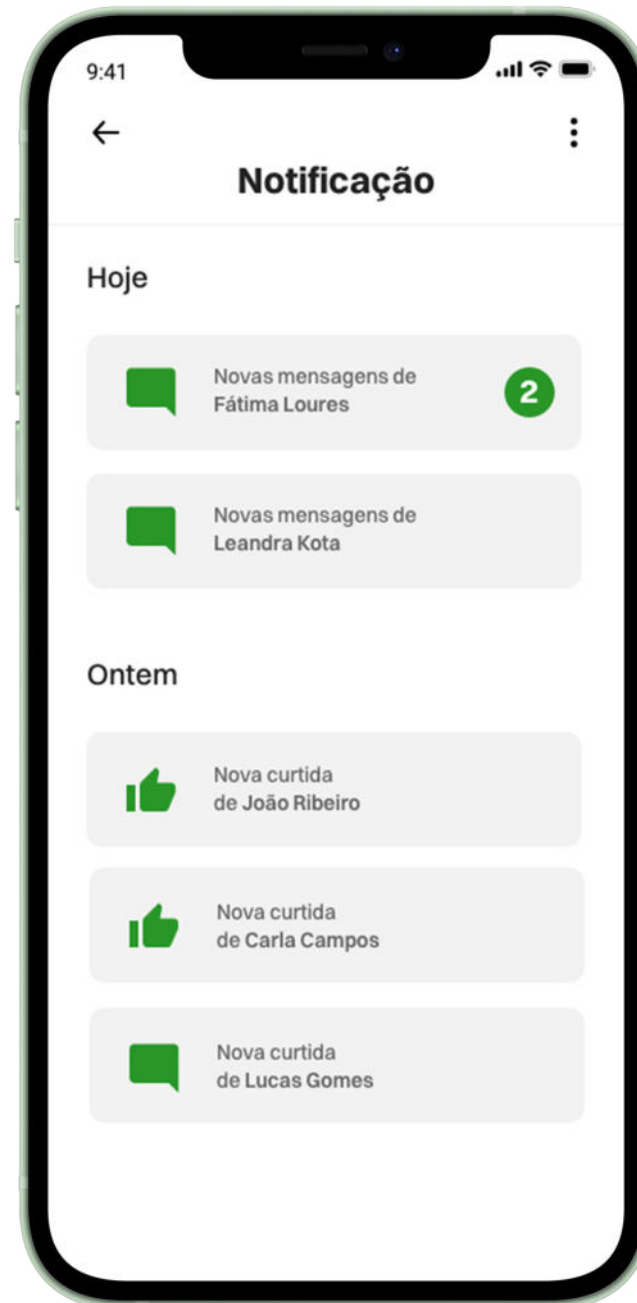 9:41
Notificação
Hoje
Novas mensagens de
Fátima Loures
2
Novas mensagens de
Leandra Kota
Ontem
Nova curtida
de João Ribeiro
Nova curtida
de Carla Campos
Nova curtida
de Lucas Gomes